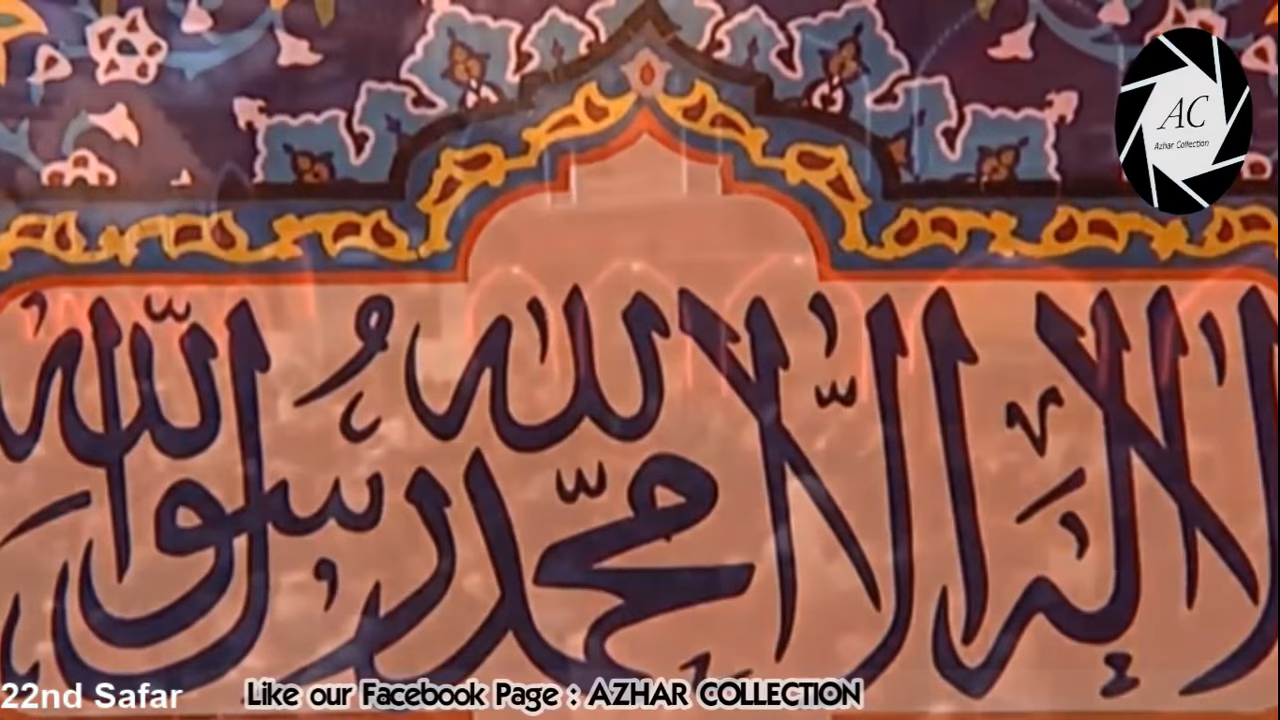 AC
Azhar Collection
لا إله إلا الله محمد رسول الله
22nd Safar
Like our Facebook Page : AZHAR COLLECTION